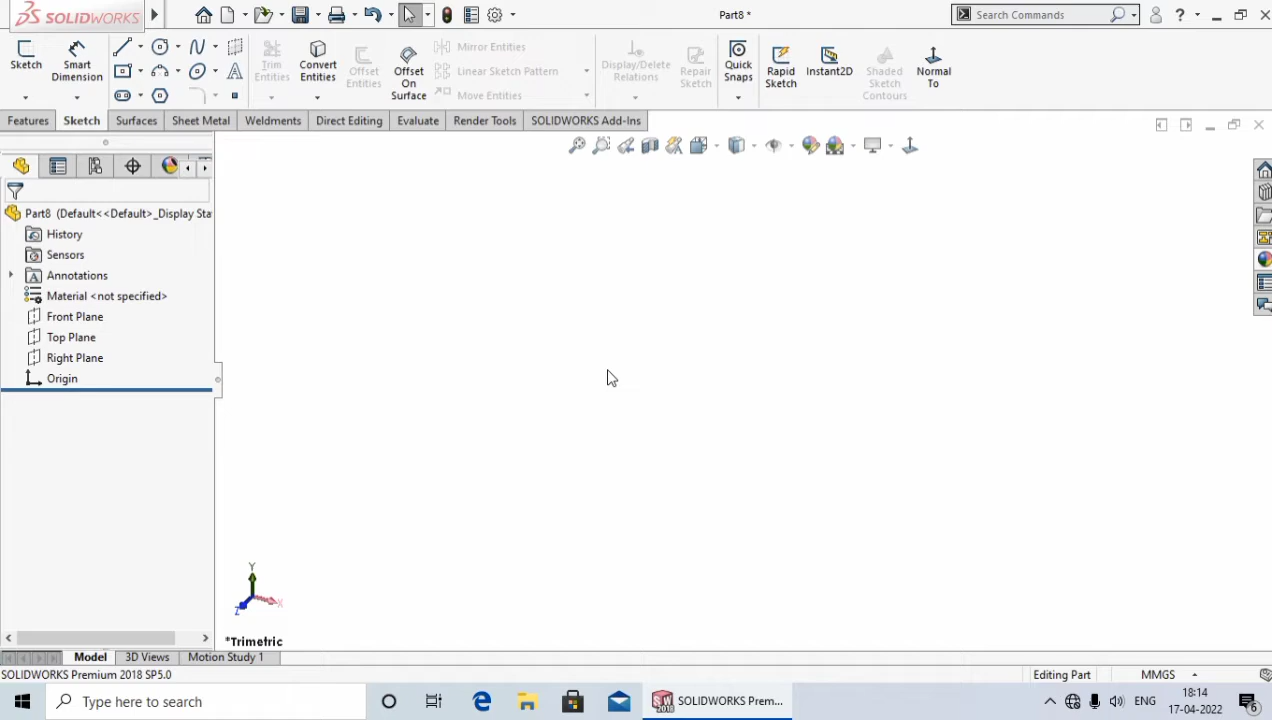 SOLIDWORKS
Part8 *
Search Commands
Sketch
Smart Dimension
Trim Entities
Convert Entities
Offset Entities
Offset On Surface
Mirror Entities
Linear Sketch Pattern
Move Entities
Display/Delete Relations
Repair Sketch
Quick Snaps
Rapid Sketch
Instant2D
Shaded Sketch Contours
Normal To
Features
Sketch
Surfaces
Sheet Metal
Weldments
Direct Editing
Evaluate
Render Tools
SOLIDWORKS Add-Ins
Part8 (Default<<Default>_Display Sta
History
Sensors
Annotations
Material <not specified>
Front Plane
Top Plane
Right Plane
Origin
Y
Z
X
*Trimetric
Model
3D Views
Motion Study 1
SOLIDWORKS Premium 2018 SP5.0
Editing Part
MMGS
Type here to search
SOLIDWORKS Prem...
ENG
18:14
17-04-2022
6